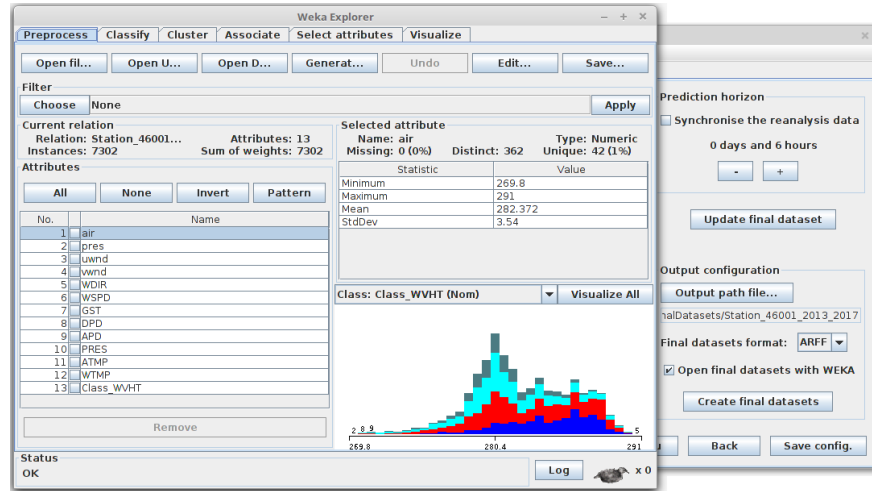 Weka Explorer
Preprocess Classify Cluster Associate Select attributes Visualize
Open fil... Open U... Open D... Generat... Undo Edit... Save...
Filter
Choose None Apply
Current relation
Relation: Station_46001... Attributes: 13
Instances: 7302 Sum of weights: 7302
Attributes
All None Invert Pattern
No. Name
1 air
2 pres
3 uwnd
4 vwnd
5 WDIR
6 WSPD
7 GST
8 DPD
9 APD
10 PRES
11 ATMP
12 WTMP
13 Class_WVHT
Remove
Selected attribute
Name: air Type: Numeric
Missing: 0 (0%) Distinct: 362 Unique: 42 (1%)
Statistic Value
Minimum 269.8
Maximum 291
Mean 282.372
StdDev 3.54
Class: Class_WVHT (Nom) Visualize All
2 8 9 5
269.8 280.4 291
Status
OK
Log x 0
Prediction horizon
Synchronise the reanalysis data
0 days and 6 hours
- +
Update final dataset
Output configuration
Output path file...
nalDatasets/Station_46001_2013_2017
Final datasets format: ARFF
Open final datasets with WEKA
Create final datasets
Back Save config.